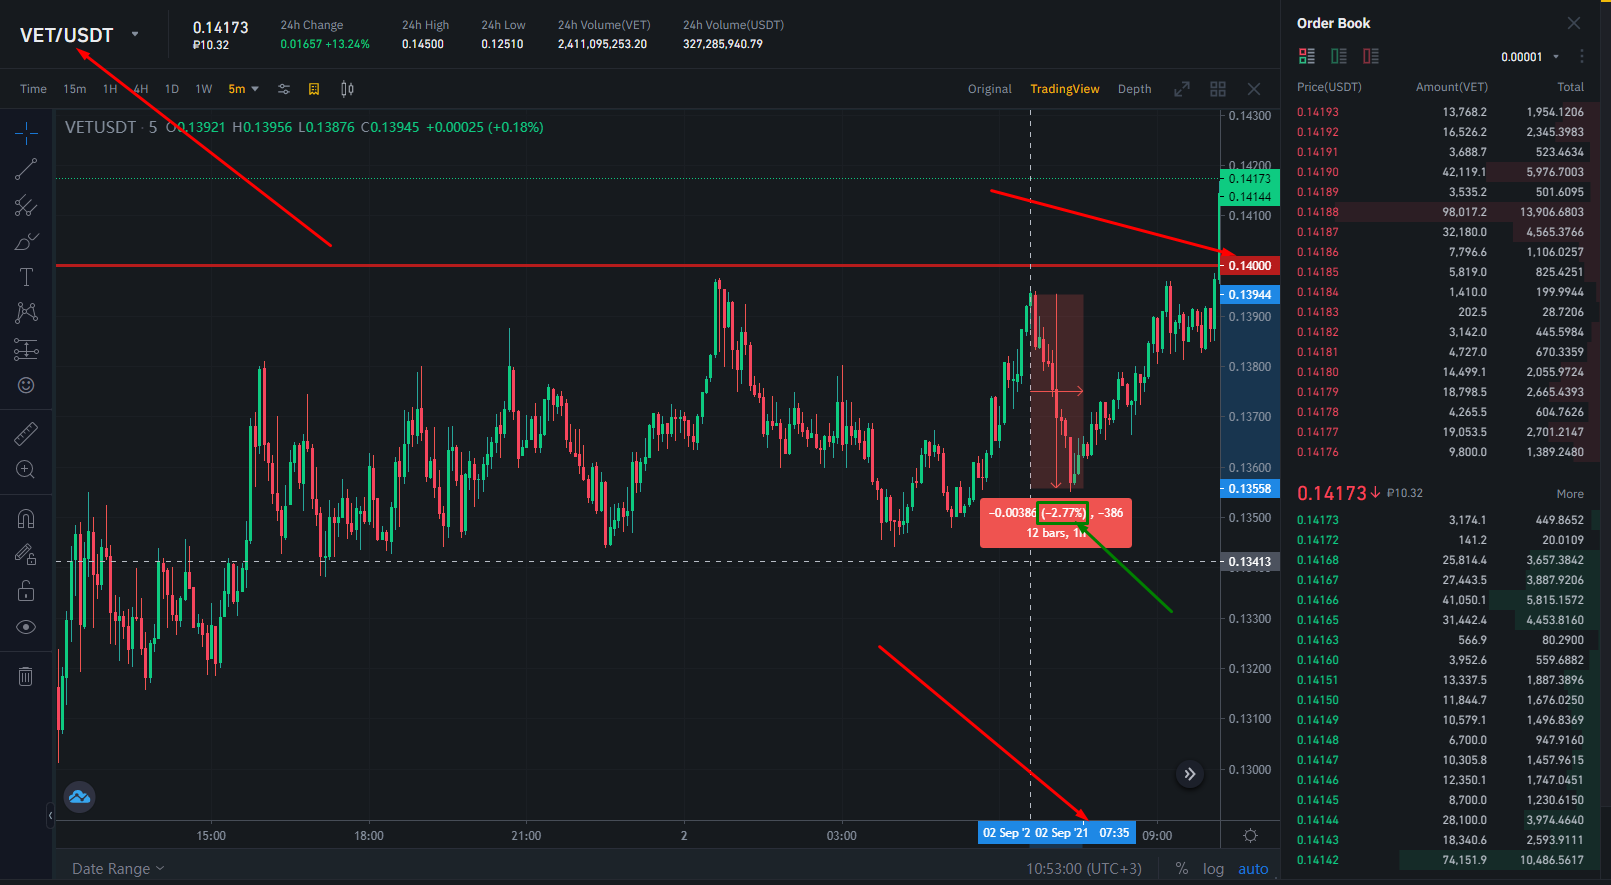 VET/USDT
0.14173
₽10.32
24h Change
0.01657 +13.24%
24h High
0.14500
24h Low
0.12510
24h Volume(VET)
2,411,095,253.20
24h Volume(USDT)
327,285,940.79
Time 15m 1H 4H 1D 1W 5m
Original TradingView Depth
VETUSDT · 5 O0.13921 H0.13956 L0.13876 C0.13945 +0.00025 (+0.18%)
0.14300
0.14200
0.14173
0.14144
0.14100
0.14000
0.13944
0.13900
0.13800
0.13700
0.13600
0.13558
0.13500
0.13413
0.13300
0.13200
0.13100
0.13000
−0.00386 (−2.77%), −386
12 bars, 1h
15:00 18:00 21:00 2 03:00 02 Sep '2 02 Sep '21 07:35 09:00
Date Range 10:53:00 (UTC+3) % log auto
Order Book
0.00001
Price(USDT) Amount(VET) Total
0.14193 13,768.2 1,954.1206
0.14192 16,526.2 2,345.3983
0.14191 3,688.7 523.4634
0.14190 42,119.1 5,976.7003
0.14189 3,535.2 501.6095
0.14188 98,017.2 13,906.6803
0.14187 32,180.0 4,565.3766
0.14186 7,796.6 1,106.0257
0.14185 5,819.0 825.4251
0.14184 1,410.0 199.9944
0.14183 202.5 28.7206
0.14182 3,142.0 445.5984
0.14181 4,727.0 670.3359
0.14180 14,499.1 2,055.9724
0.14179 18,798.5 2,665.4393
0.14178 4,265.5 604.7626
0.14177 19,053.5 2,701.2147
0.14176 9,800.0 1,389.2480
0.14173 ₽10.32 More
0.14173 3,174.1 449.8652
0.14172 141.2 20.0109
0.14168 25,814.4 3,657.3842
0.14167 27,443.5 3,887.9206
0.14166 41,050.1 5,815.1572
0.14165 31,442.4 4,453.8160
0.14163 566.9 80.2900
0.14160 3,952.6 559.6882
0.14151 13,337.5 1,887.3896
0.14150 11,844.7 1,676.0250
0.14149 10,579.1 1,496.8369
0.14148 6,700.0 947.9160
0.14147 10,305.8 1,457.9615
0.14146 12,350.1 1,747.0451
0.14145 8,700.0 1,230.6150
0.14144 28,100.0 3,974.4640
0.14143 18,340.6 2,593.9111
0.14142 74,151.9 10,486.5617